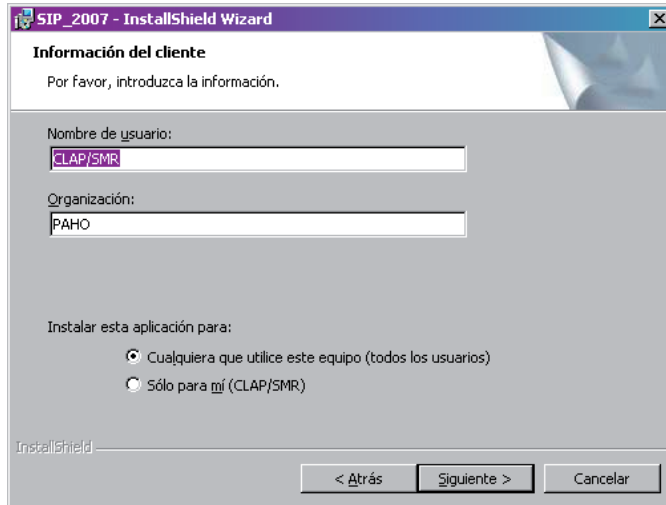 SIP_2007 - InstallShield Wizard
Información del cliente
Por favor, introduzca la información.
Nombre de usuario:
CLAP/SMR
Organización:
PAHO
Instalar esta aplicación para:
Cualquiera que utilice este equipo (todos los usuarios)
Sólo para mí (CLAP/SMR)
InstallShield
< Atrás Siguiente > Cancelar